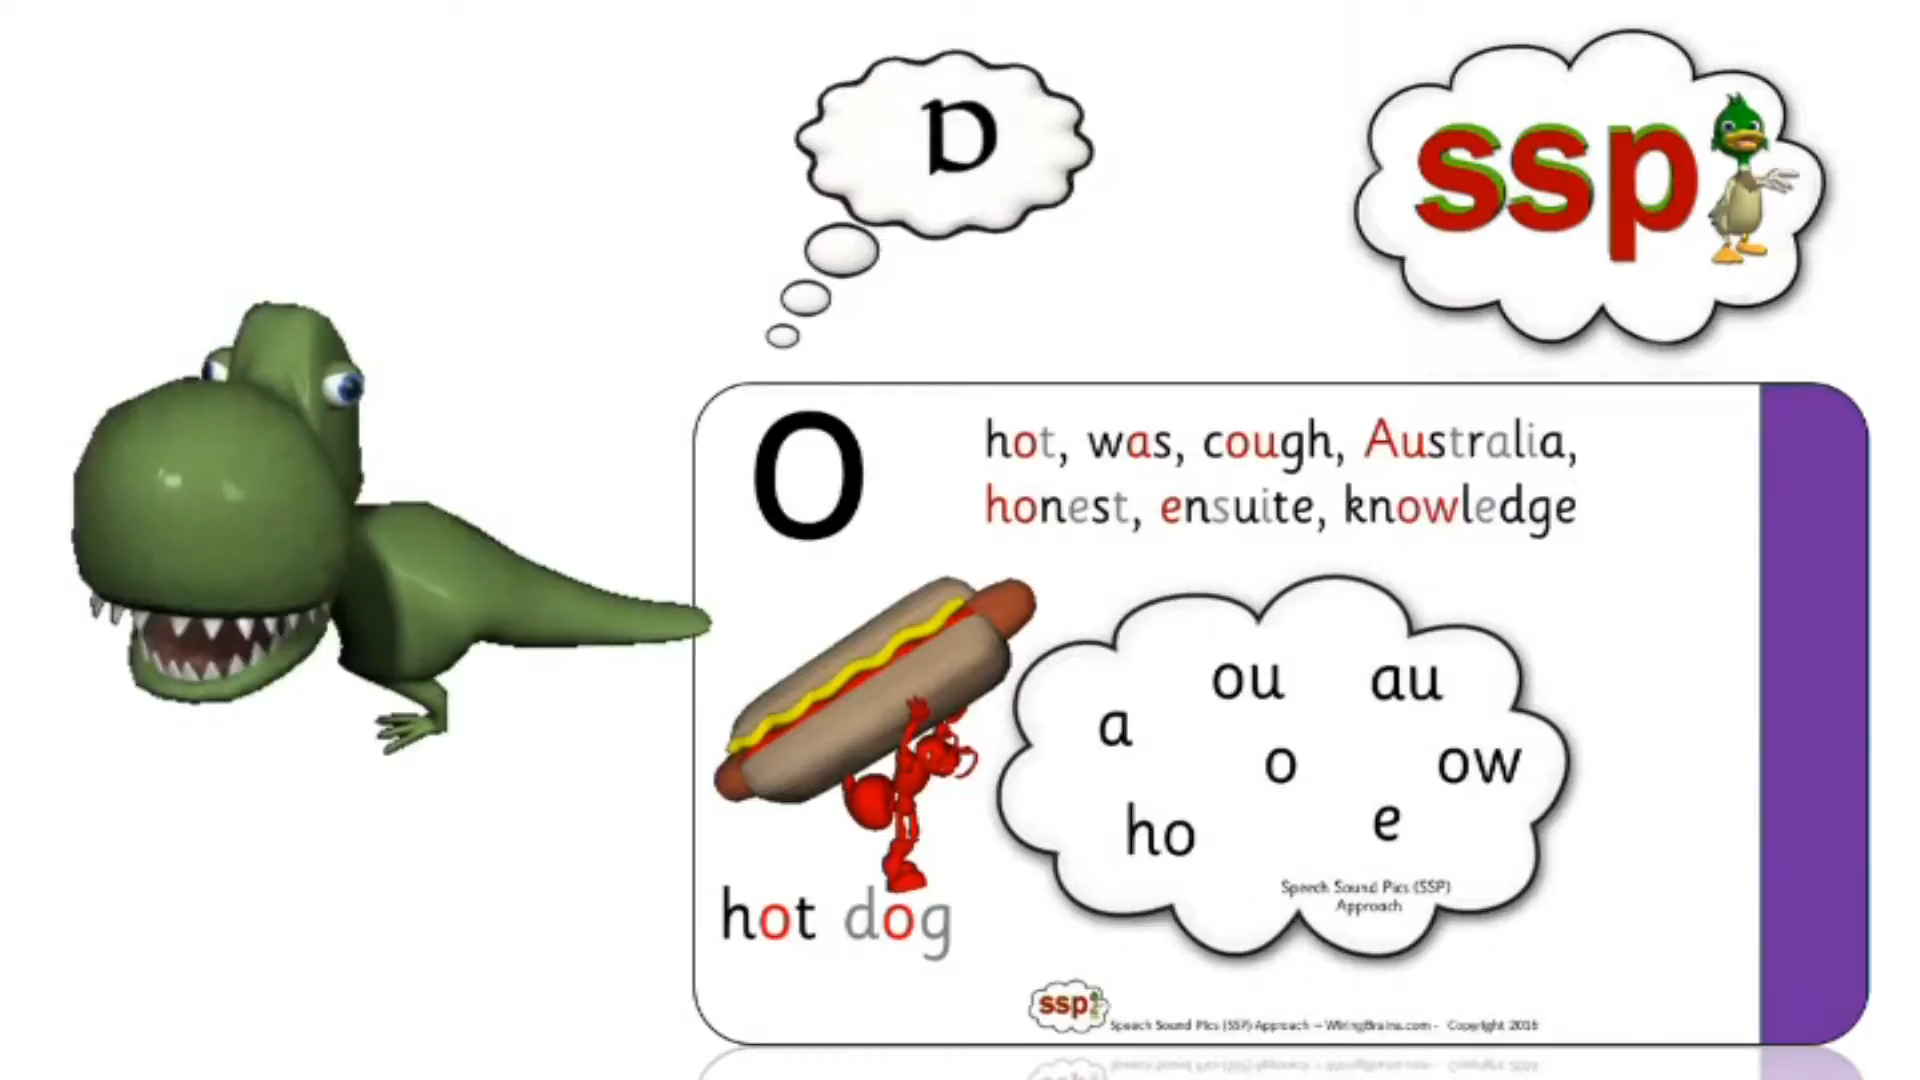 ɒ
ssp
o
hot, was, cough, Australia,
honest, ensuite, knowledge
ou au
a
o ow
ho e
Speech Sound Pics (SSP)
Approach
hot dog
ssp
Speech Sound Pics (SSP) Approach – WiringBrains.com - Copyright 2016